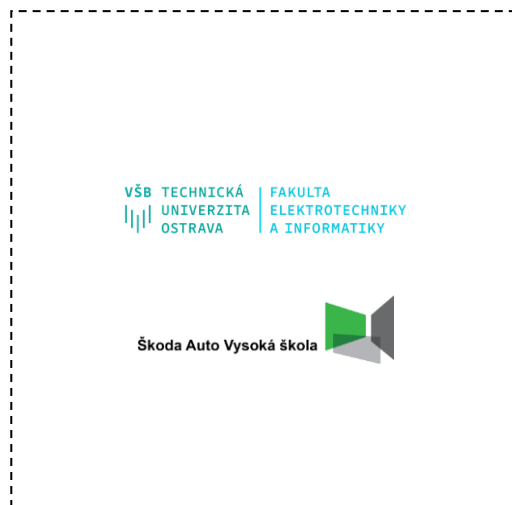 VŠB TECHNICKÁ
UNIVERZITA
OSTRAVA
FAKULTA
ELEKTROTECHNIKY
A INFORMATIKY
Škoda Auto Vysoká škola